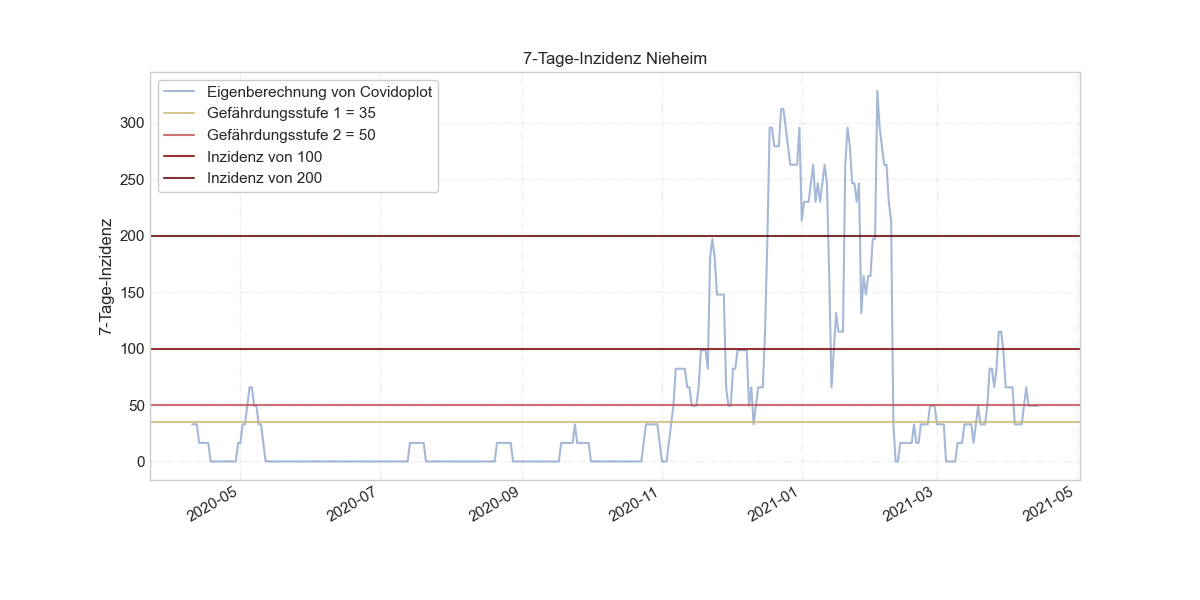 7-Tage-Inzidenz Nieheim
Eigenberechnung von Covidoplot
Gefährdungsstufe 1 = 35
Gefährdungsstufe 2 = 50
Inzidenz von 100
Inzidenz von 200
7-Tage-Inzidenz
300
250
200
150
100
50
0
2020-05
2020-07
2020-09
2020-11
2021-01
2021-03
2021-05